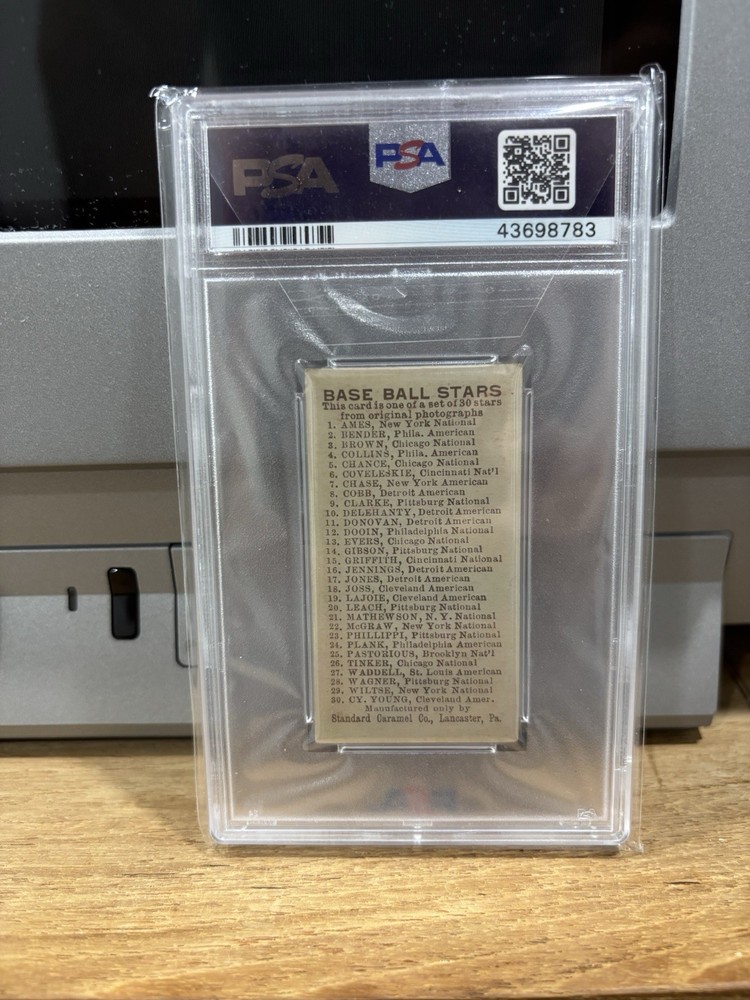 PSA
PSA
43698783
BASE BALL STARS
This card is one of a set of 30 stars
from original photographs
1. AMES, New York National
2. BENDER, Phila. American
3. BROWN, Chicago National
4. COLLINS, Phila. American
5. CHANCE, Chicago National
6. COVELESKIE, Cincinnati Nat'l
7. CHASE, New York American
8. COBB, Detroit American
9. CLARKE, Pittsburg National
10. DELEHANTY, Detroit American
11. DONOVAN, Detroit American
12. DOOIN, Philadelphia National
13. EVERS, Chicago National
14. GIBSON, Pittsburg National
15. GRIFFITH, Cincinnati National
16. JENNINGS, Detroit American
17. JONES, Detroit American
18. JOSS, Cleveland American
19. LAJOIE, Cleveland American
20. LEACH, Pittsburg National
21. MATHEWSON, N. Y. National
22. McGRAW, New York National
23. PHILLIPPI, Pittsburg National
24. PLANK, Philadelphia American
25. PASTORIOUS, Brooklyn Nat'l
26. TINKER, Chicago National
27. WADDELL, St. Louis American
28. WAGNER, Pittsburg National
29. WILTSE, New York National
30. CY. YOUNG, Cleveland Amer.
Manufactured only by
Standard Caramel Co., Lancaster, Pa.